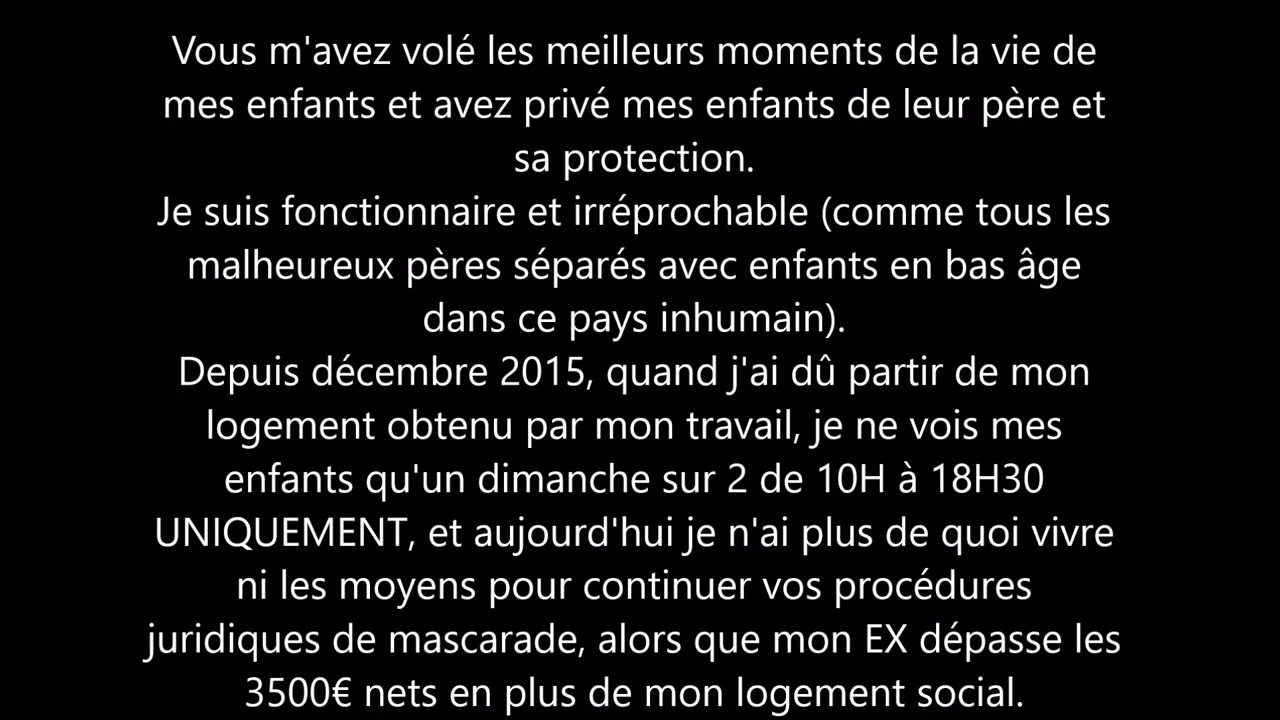 Vous m'avez volé les meilleurs moments de la vie de
mes enfants et avez privé mes enfants de leur père et
sa protection.
Je suis fonctionnaire et irréprochable (comme tous les
malheureux pères séparés avec enfants en bas âge
dans ce pays inhumain).
Depuis décembre 2015, quand j'ai dû partir de mon
logement obtenu par mon travail, je ne vois mes
enfants qu'un dimanche sur 2 de 10H à 18H30
UNIQUEMENT, et aujourd'hui je n'ai plus de quoi vivre
ni les moyens pour continuer vos procédures
juridiques de mascarade, alors que mon EX dépasse les
3500€ nets en plus de mon logement social.